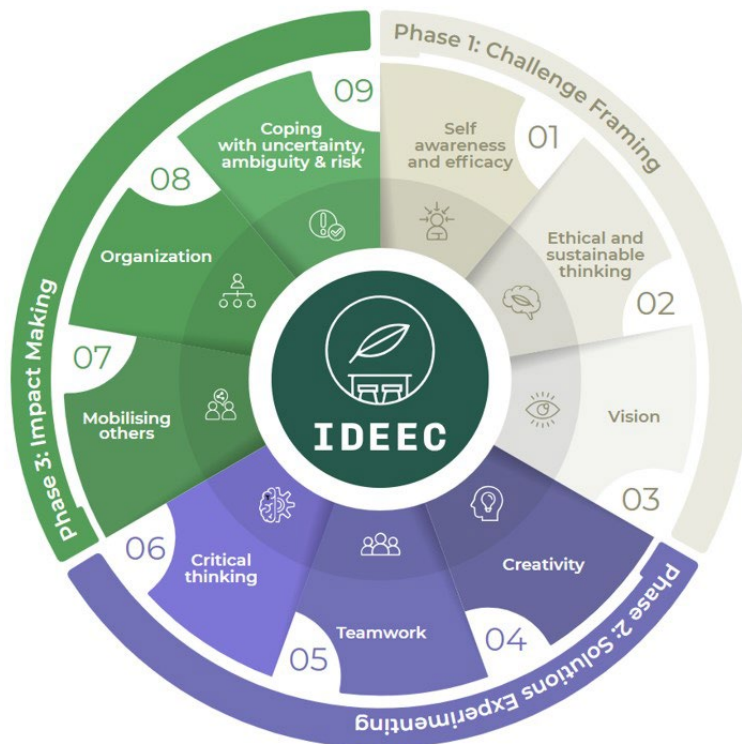 Phase 1: Challenge Framing
01
Self
awareness
and efficacy
02
Ethical and
sustainable
thinking
03
Vision
Phase 2: Solutions Experimenting
04
Creativity
05
Teamwork
06
Critical
thinking
Phase 3: Impact Making
07
Mobilising
others
08
Organization
09
Coping
with uncertainty,
ambiguity & risk
IDEEC